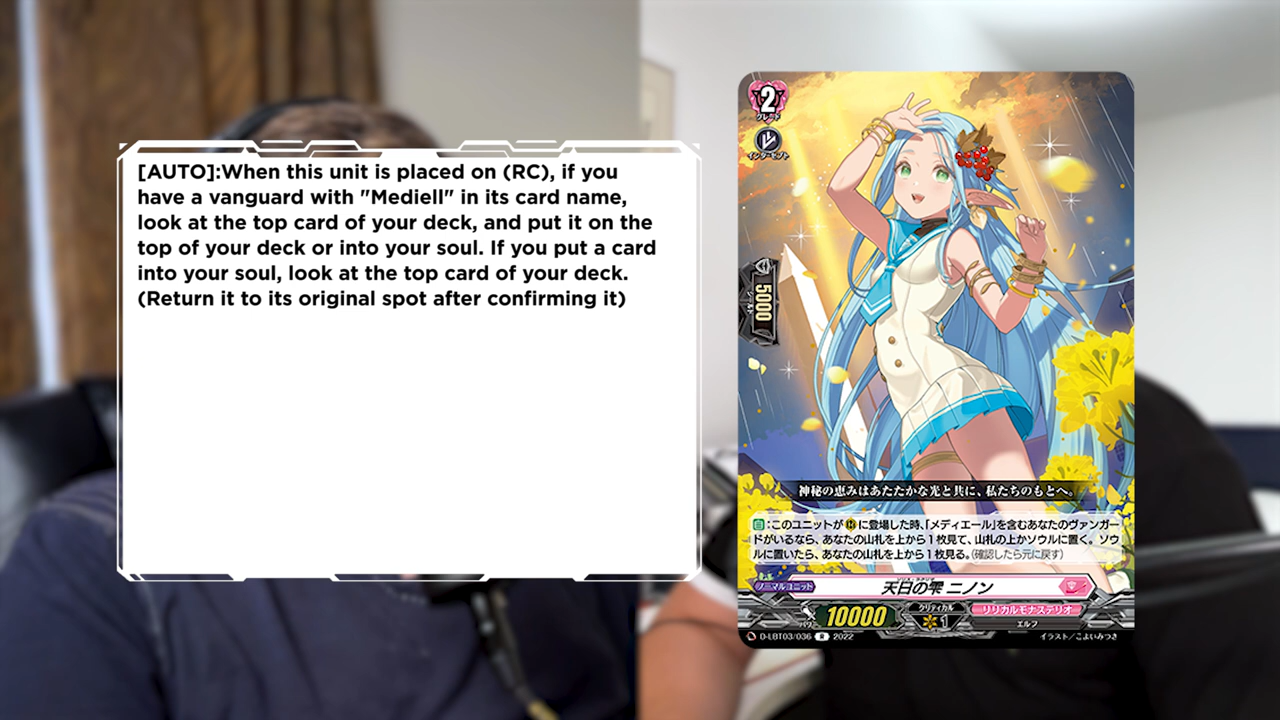 [AUTO]:When this unit is placed on (RC), if you
have a vanguard with "Mediell" in its card name,
look at the top card of your deck, and put it on the
top of your deck or into your soul. If you put a card
into your soul, look at the top card of your deck.
(Return it to its original spot after confirming it)
2
グレード
インターセプト
5000
シールド
神秘の恵みはあたたかな光と共に、私たちのもとへ。
自:このユニットがRに登場した時、「メディエール」を含むあなたのヴァンガー
ドがいるなら、あなたの山札を上から1枚見て、山札の上かソウルに置く。ソウ
ルに置いたら、あなたの山札を上から1枚見る。(確認したら元に戻す)
ノーマルユニット
天日の雫 ニノン
パワー 10000 クリティカル 1
リリカルモナステリオ
エルフ
D-LBT03/036 R 2022 イラスト/こよいみつき